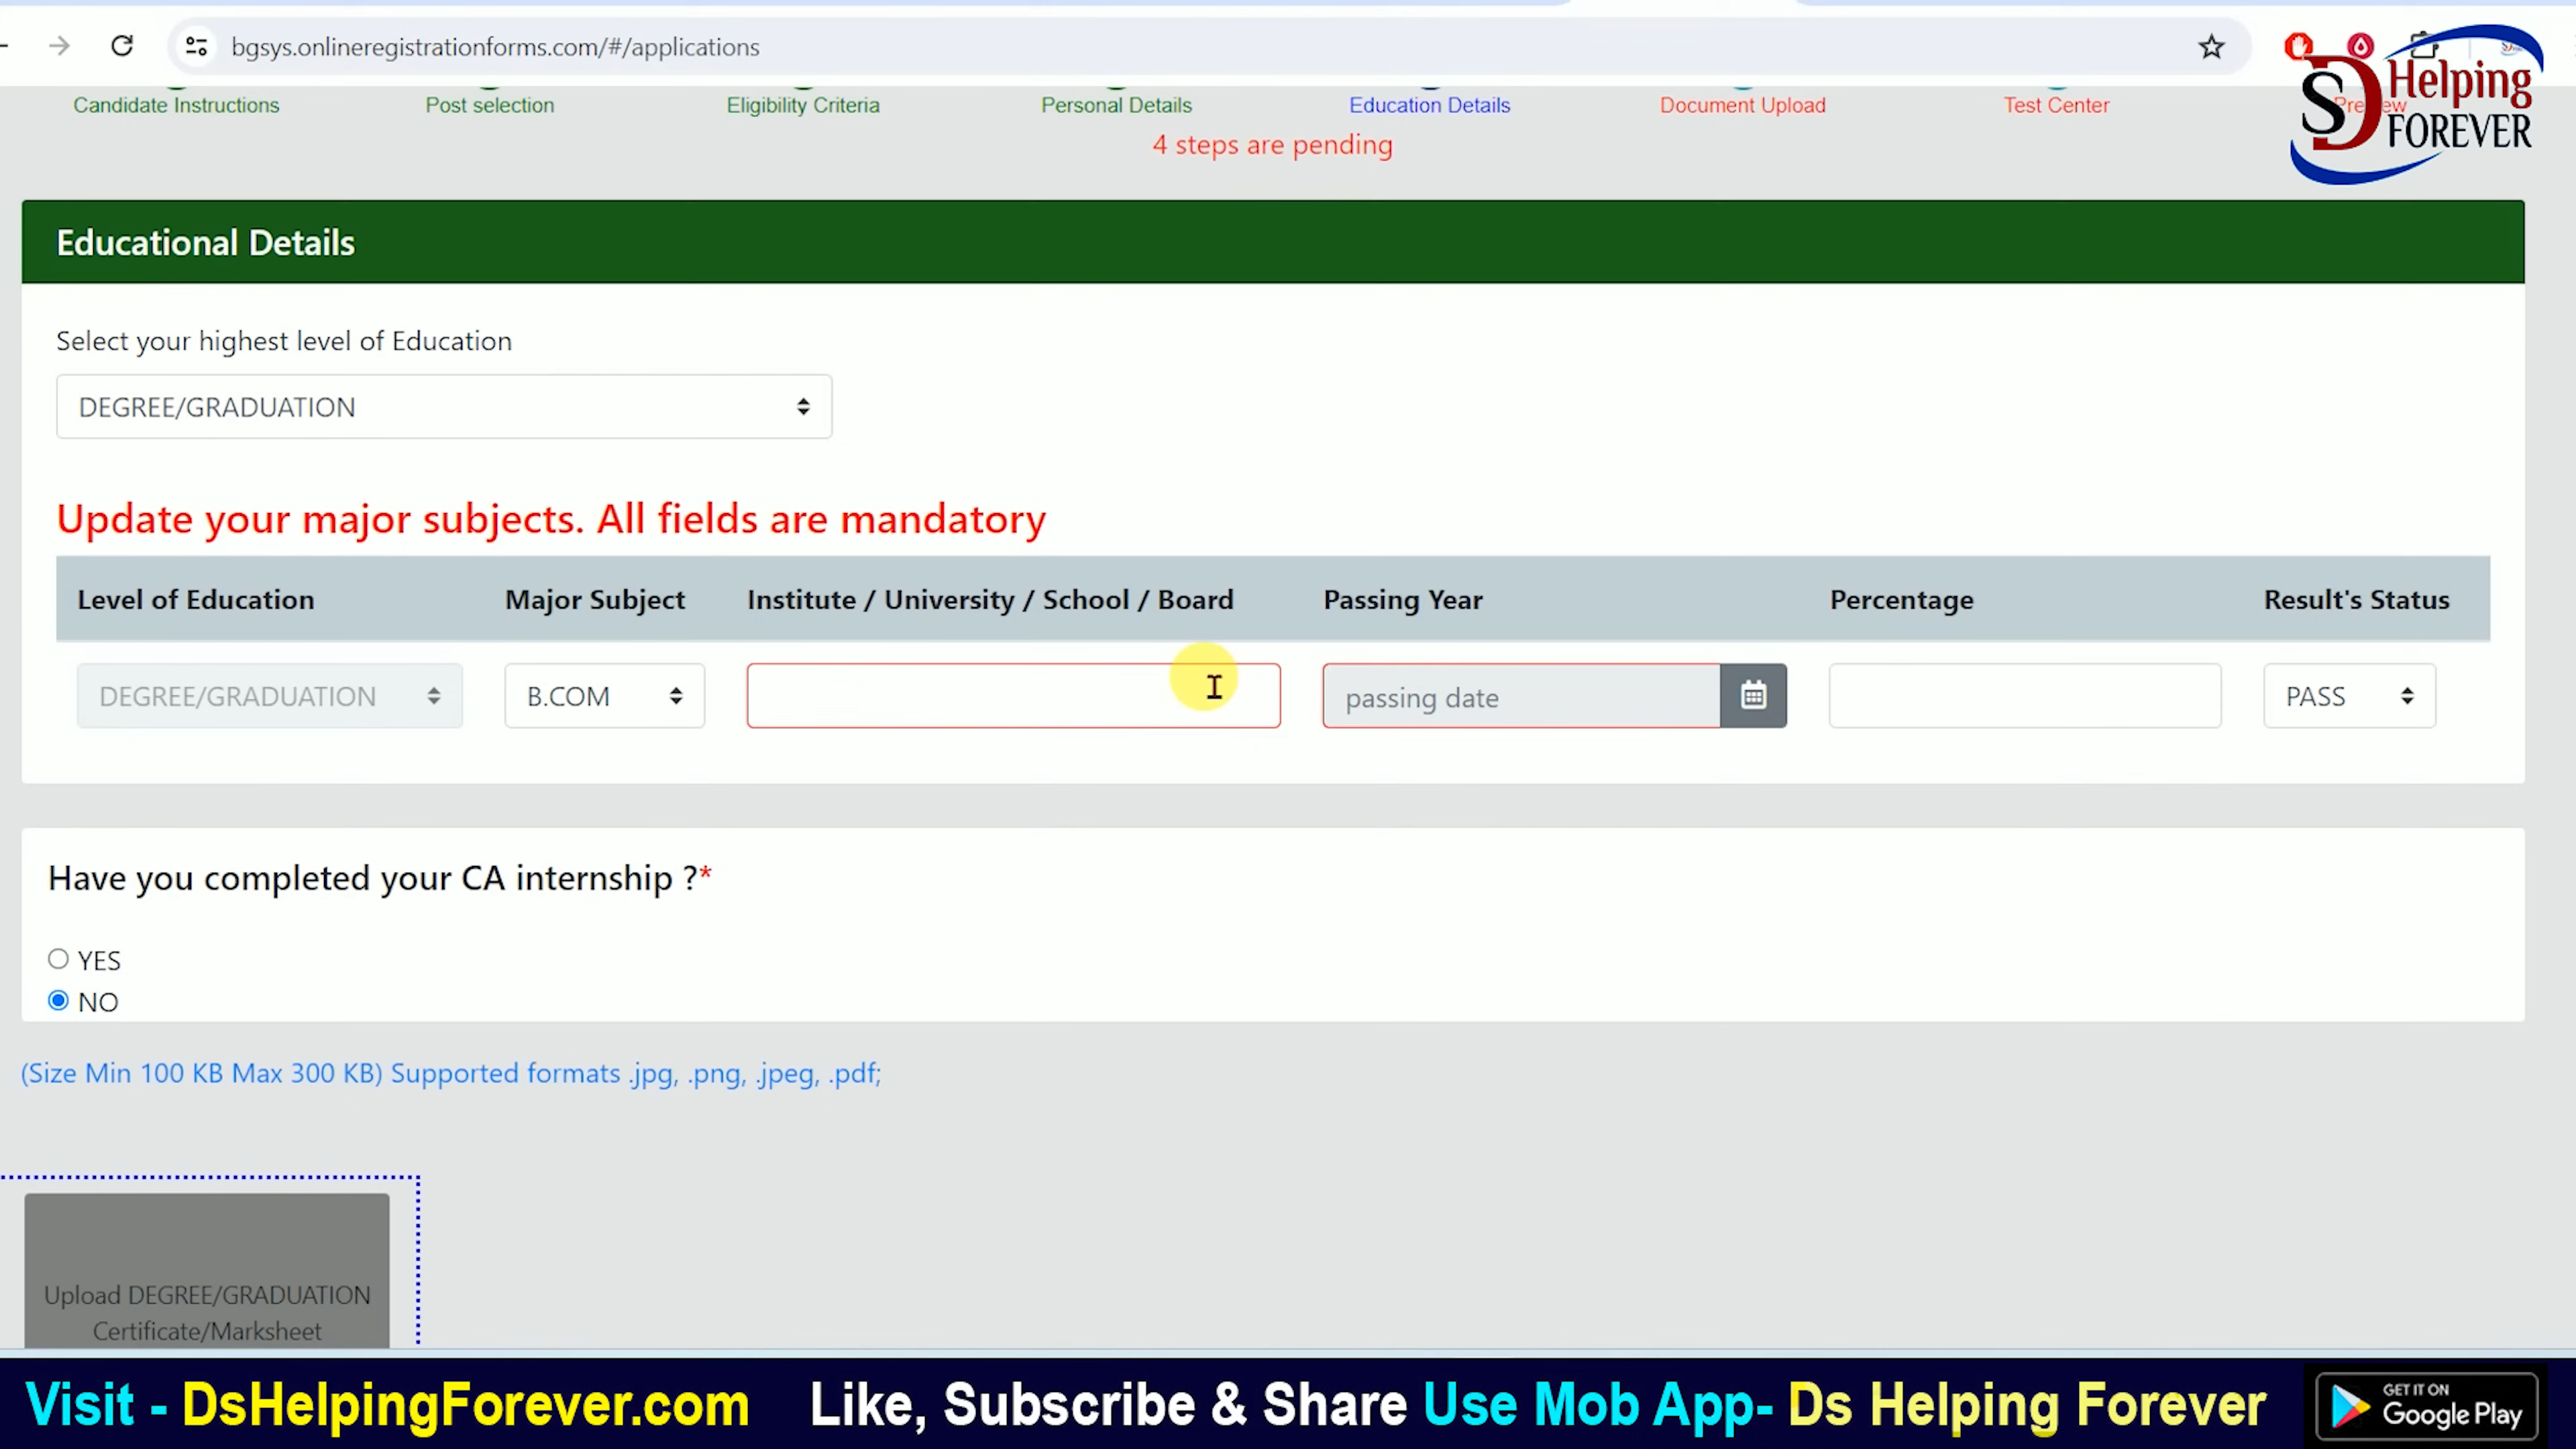 bgsys.onlineregistrationforms.com/#/applications
Candidate Instructions
Post selection
Eligibility Criteria
Personal Details
Education Details
Document Upload
Test Center
Preview
SD Helping
FOREVER
4 steps are pending
Educational Details
Select your highest level of Education
DEGREE/GRADUATION
Update your major subjects. All fields are mandatory
Level of Education Major Subject Institute / University / School / Board Passing Year Percentage Result's Status
DEGREE/GRADUATION B.COM passing date PASS
Have you completed your CA internship ?*
YES
NO
(Size Min 100 KB Max 300 KB) Supported formats .jpg, .png, .jpeg, .pdf;
Upload DEGREE/GRADUATION
Certificate/Marksheet
Visit - DsHelpingForever.com Like, Subscribe & Share Use Mob App- Ds Helping Forever
GET IT ON
Google Play